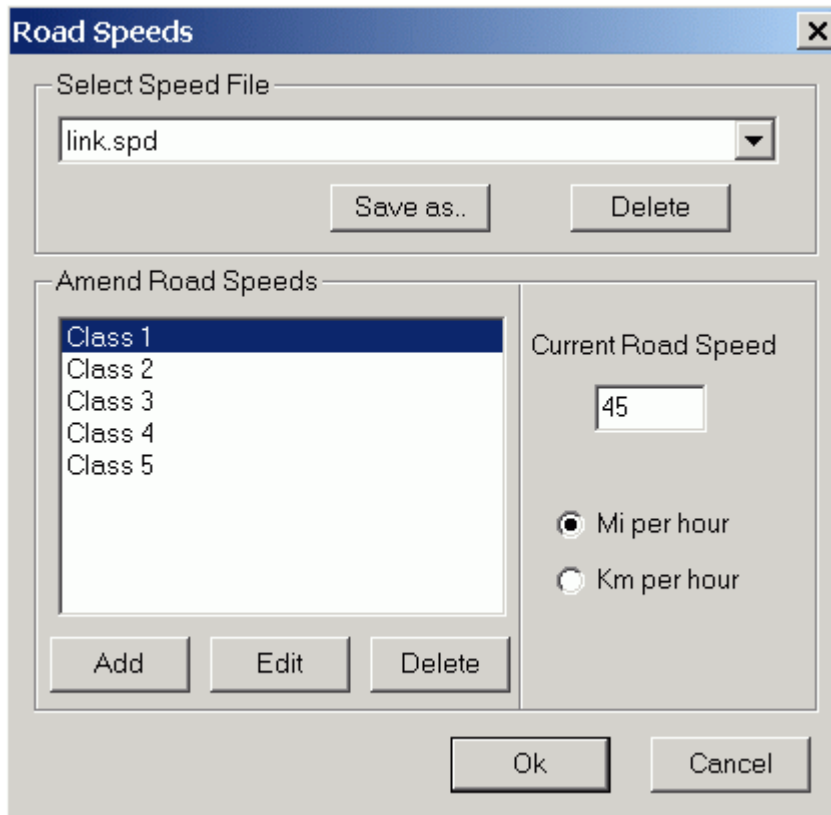 Road Speeds
Select Speed File
link.spd
Save as..
Delete
Amend Road Speeds
Class 1
Class 2
Class 3
Class 4
Class 5
Add
Edit
Delete
Current Road Speed
45
Mi per hour
Km per hour
Ok
Cancel